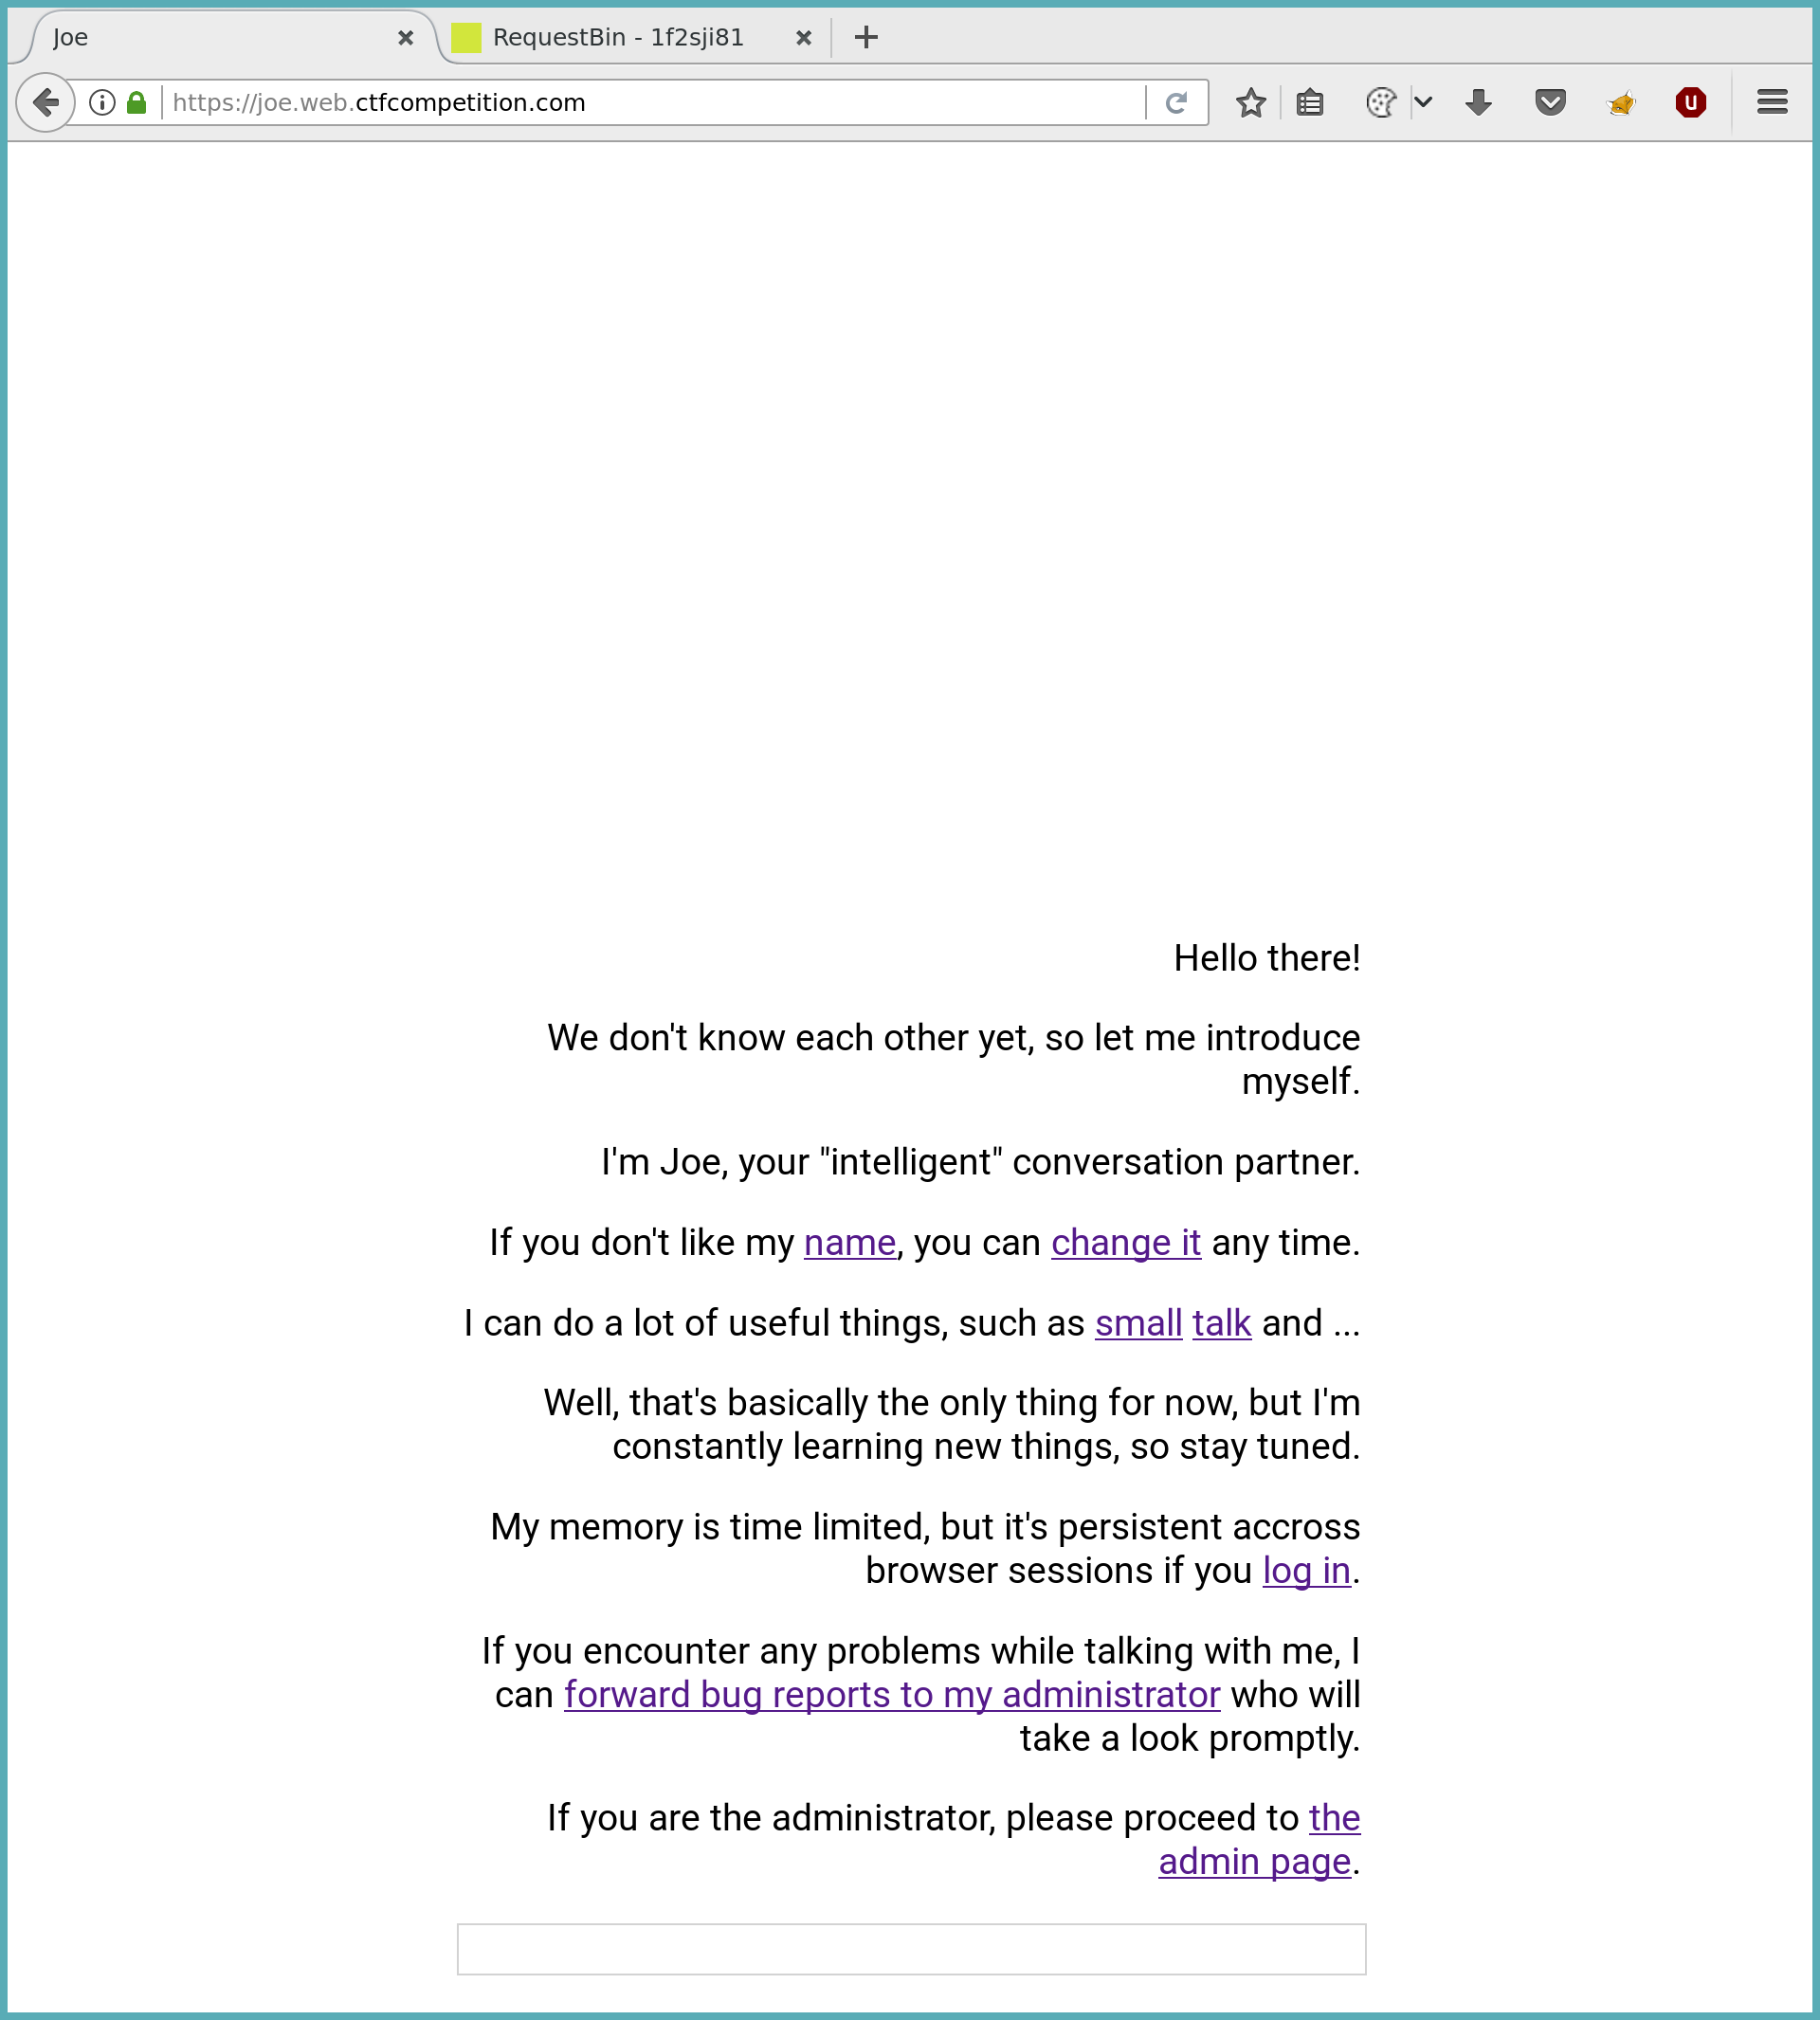 Joe
RequestBin - 1f2sji81
https://joe.web.ctfcompetition.com
Hello there!
We don't know each other yet, so let me introduce
myself.
I'm Joe, your "intelligent" conversation partner.
If you don't like my name, you can change it any time.
I can do a lot of useful things, such as small talk and ...
Well, that's basically the only thing for now, but I'm
constantly learning new things, so stay tuned.
My memory is time limited, but it's persistent accross
browser sessions if you log in.
If you encounter any problems while talking with me, I
can forward bug reports to my administrator who will
take a look promptly.
If you are the administrator, please proceed to the
admin page.